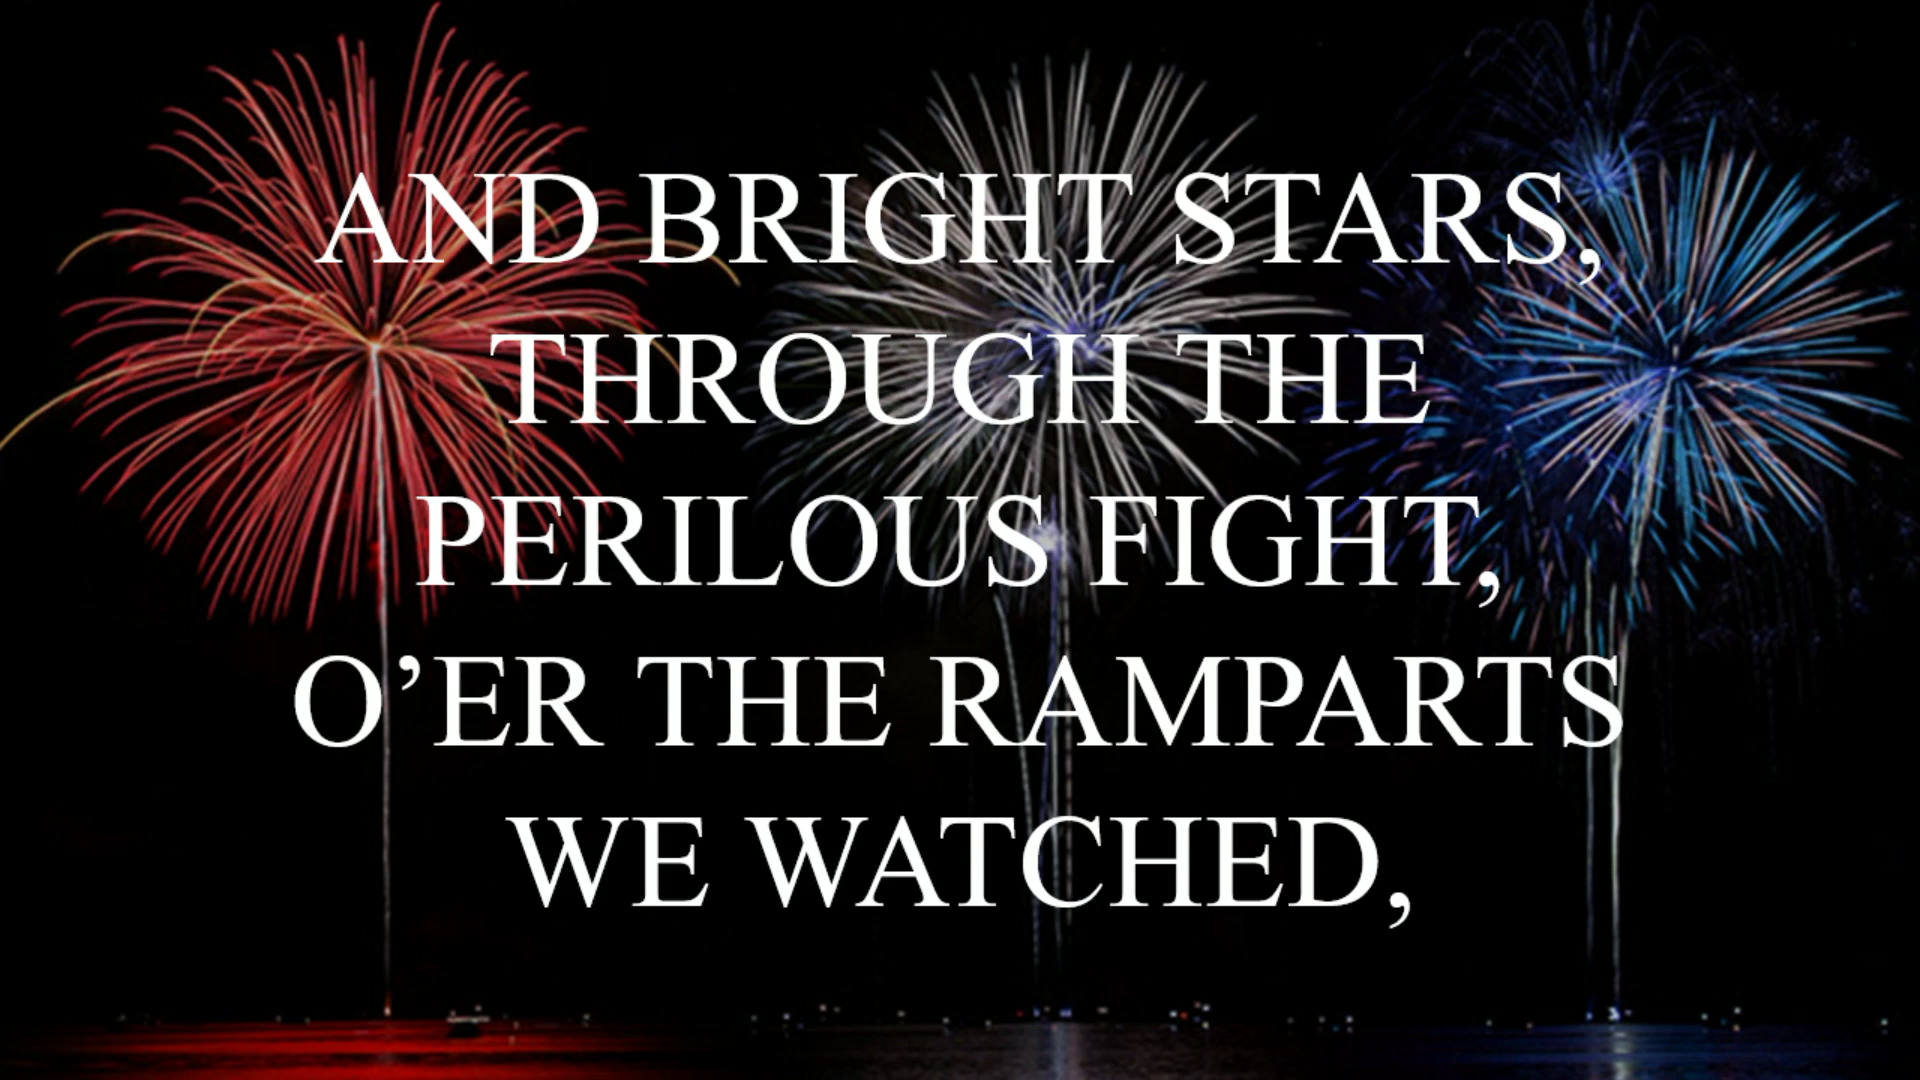 AND BRIGHT STARS,
THROUGH THE
PERILOUS FIGHT,
O’ER THE RAMPARTS
WE WATCHED,